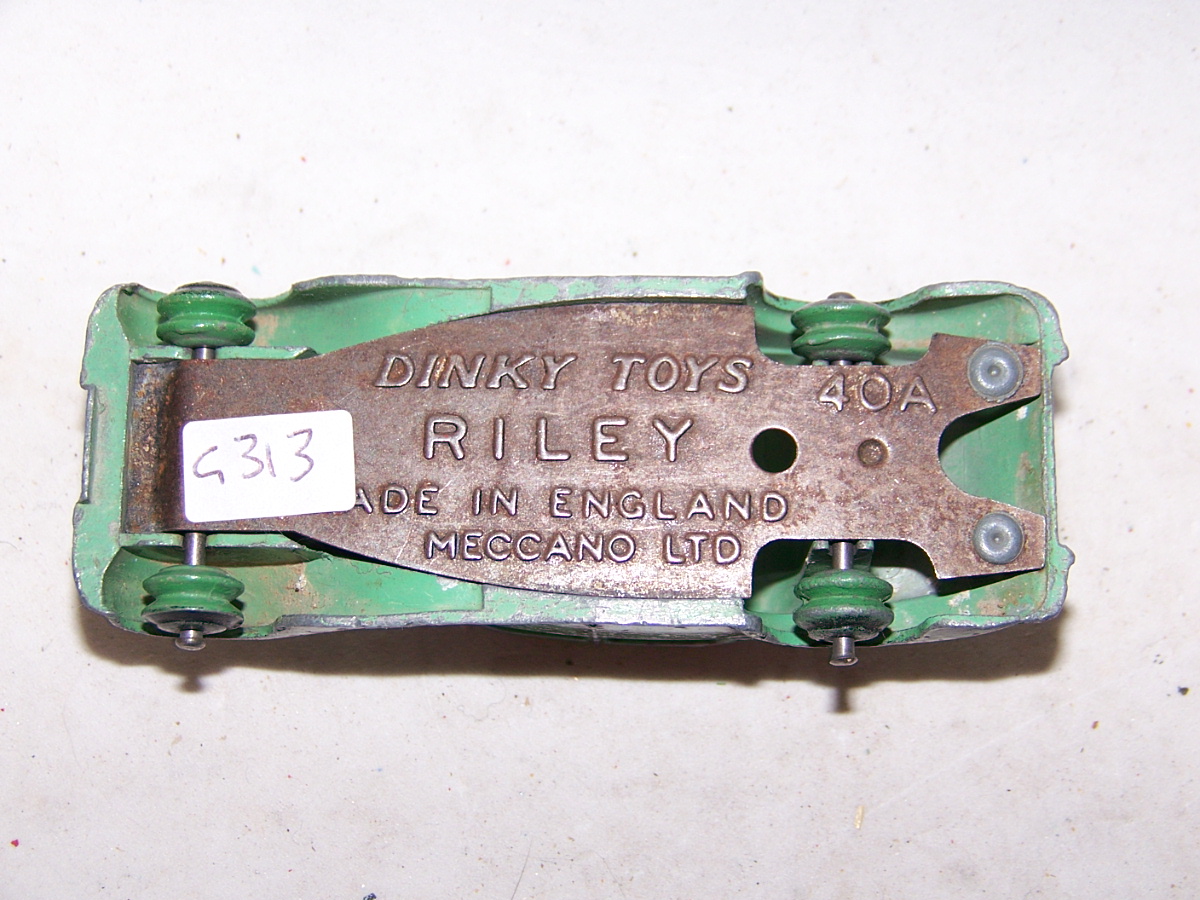 DINKY TOYS
40A
RILEY
G313
ADE IN ENGLAND
MECCANO LTD